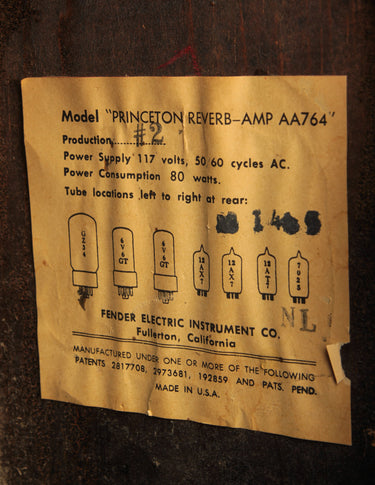 Model "PRINCETON REVERB-AMP AA764"
Production #2
Power Supply 117 volts, 50/60 cycles AC.
Power Consumption 80 watts.
Tube locations left to right at rear:
GZ34 6V6GT 6V6GT 12AX7 12AX7 12AT7 7025
NL
FENDER ELECTRIC INSTRUMENT CO.
Fullerton, California
MANUFACTURED UNDER ONE OR MORE OF THE FOLLOWING
PATENTS 2817708, 2973681, 192859 AND PATS. PEND.
MADE IN U.S.A.